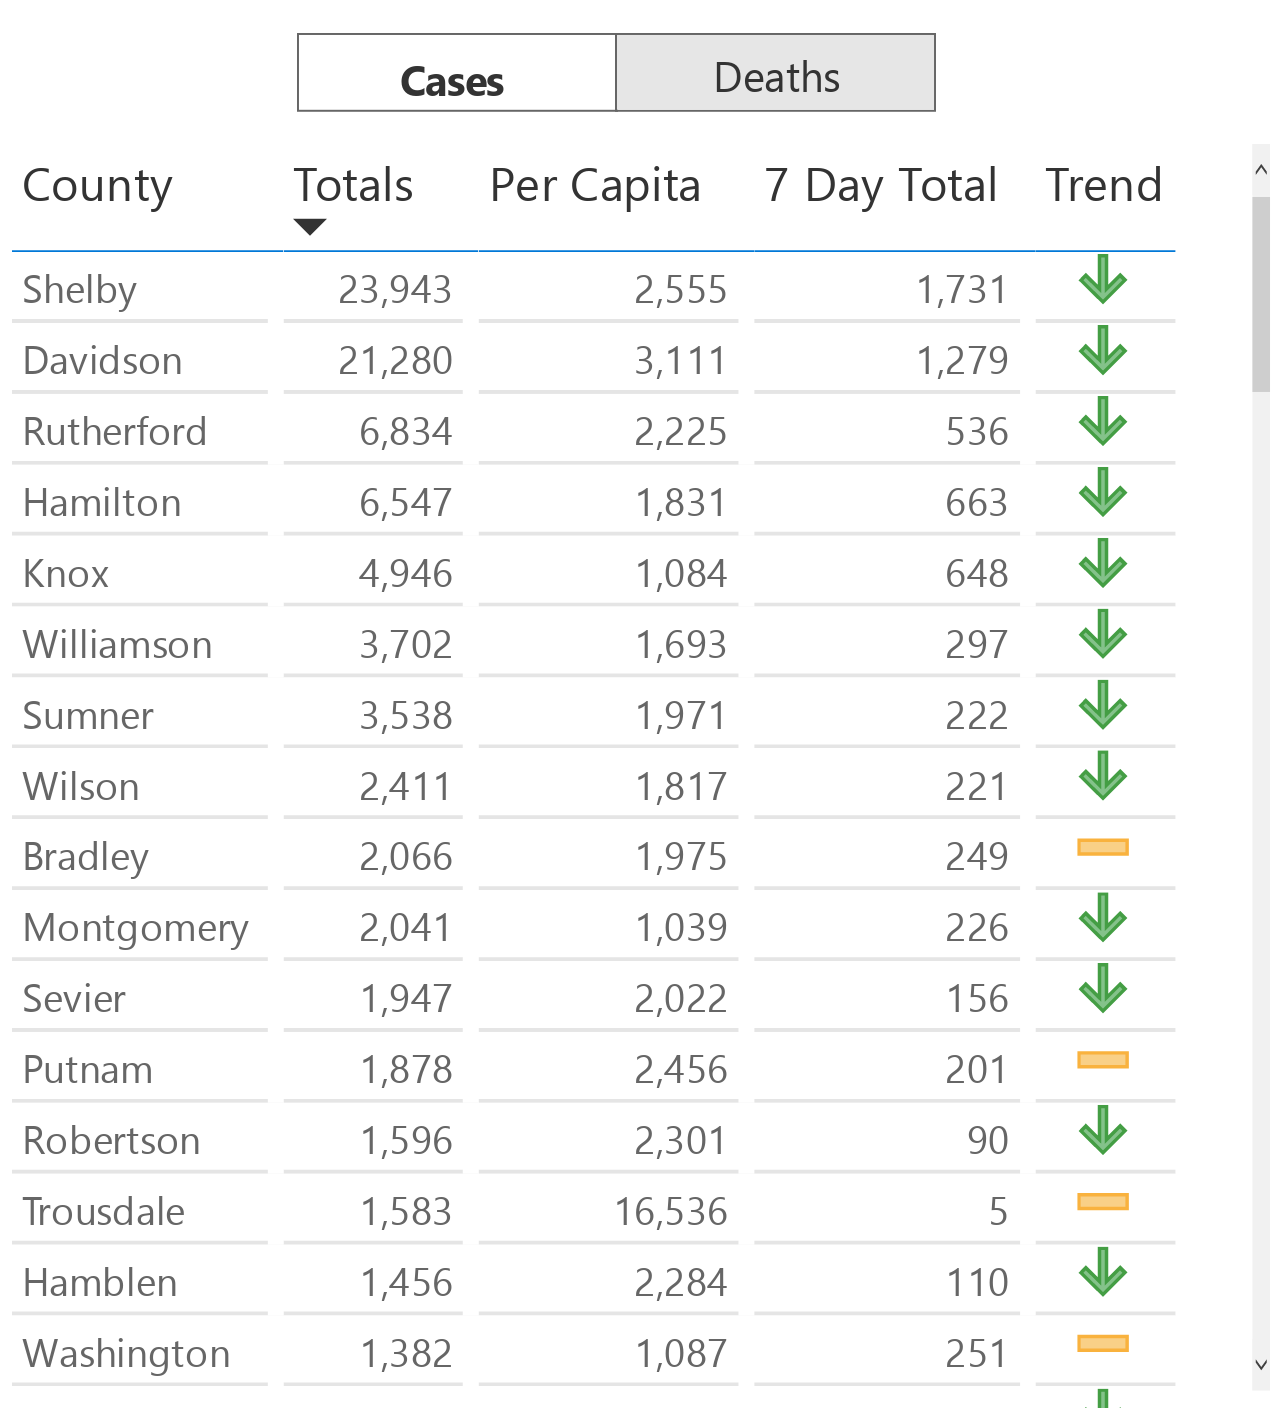 Cases Deaths
County Totals Per Capita 7 Day Total Trend
Shelby 23,943 2,555 1,731
Davidson 21,280 3,111 1,279
Rutherford 6,834 2,225 536
Hamilton 6,547 1,831 663
Knox 4,946 1,084 648
Williamson 3,702 1,693 297
Sumner 3,538 1,971 222
Wilson 2,411 1,817 221
Bradley 2,066 1,975 249
Montgomery 2,041 1,039 226
Sevier 1,947 2,022 156
Putnam 1,878 2,456 201
Robertson 1,596 2,301 90
Trousdale 1,583 16,536 5
Hamblen 1,456 2,284 110
Washington 1,382 1,087 251